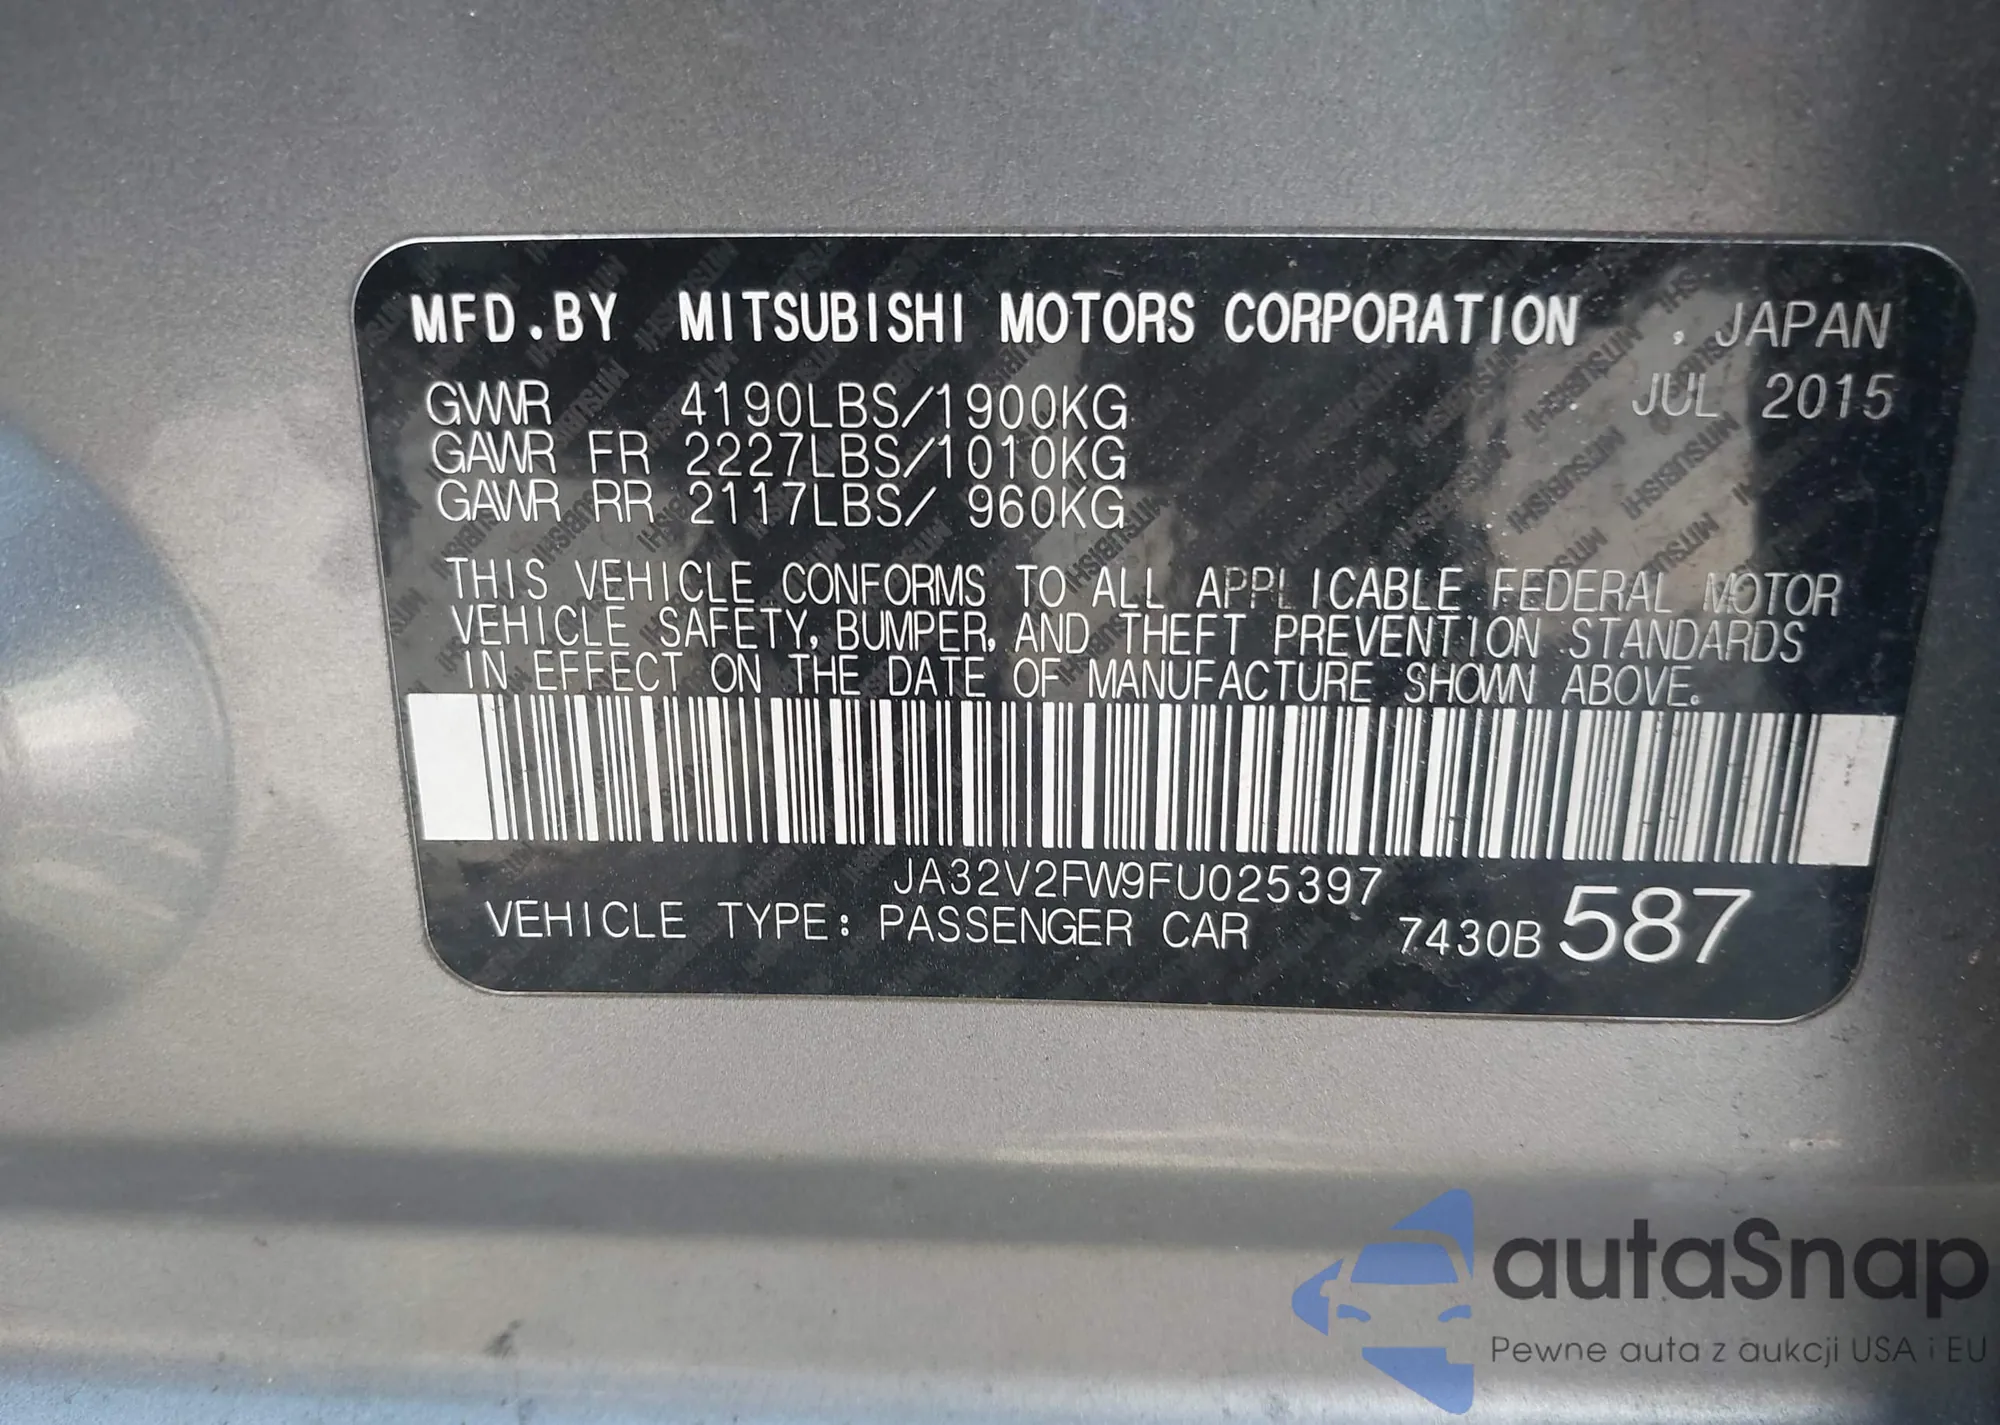 MFD.BY MITSUBISHI MOTORS CORPORATION , JAPAN
GVWR 4190LBS/1900KG JUL 2015
GAWR FR 2227LBS/1010KG
GAWR RR 2117LBS/ 960KG
THIS VEHICLE CONFORMS TO ALL APPLICABLE FEDERAL MOTOR
VEHICLE SAFETY, BUMPER, AND THEFT PREVENTION STANDARDS
IN EFFECT ON THE DATE OF MANUFACTURE SHOWN ABOVE.
JA32V2FW9FU025397
VEHICLE TYPE: PASSENGER CAR 7430B 587
autaSnap
Pewne auta z aukcji USA i EU